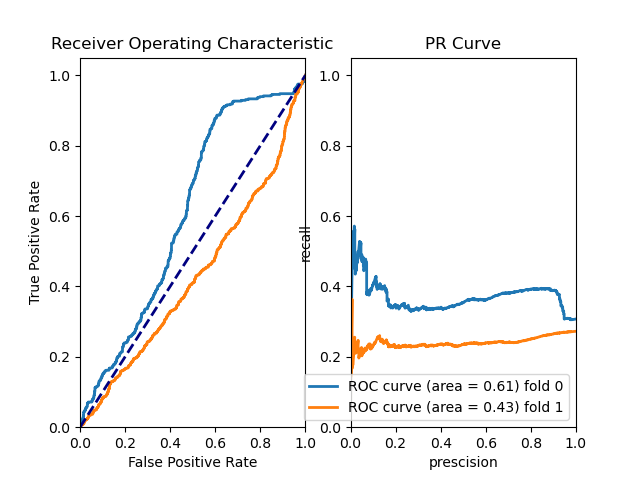 Receiver Operating Characteristic
1.0
0.8
0.6
0.4
0.2
0.0
True Positive Rate
0.0 0.2 0.4 0.6 0.8 1.0
False Positive Rate
PR Curve
1.0
0.8
0.6
0.4
0.2
0.0
recall
ROC curve (area = 0.61) fold 0
ROC curve (area = 0.43) fold 1
0.0 0.2 0.4 0.6 0.8 1.0
prescision